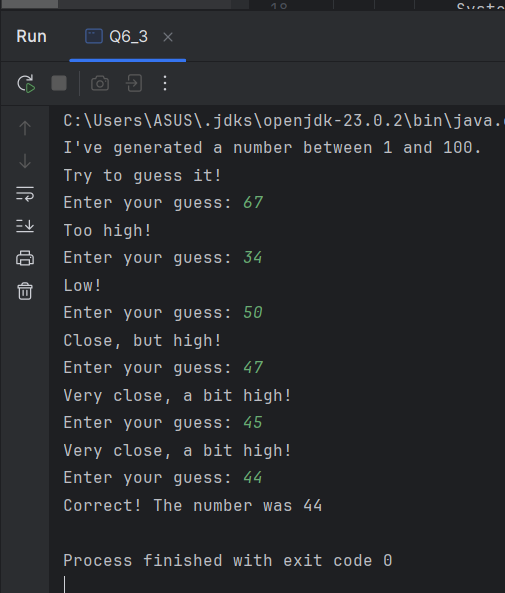 18
Syste
Run
Q6_3
C:\Users\ASUS\.jdks\openjdk-23.0.2\bin\java.
I've generated a number between 1 and 100.
Try to guess it!
Enter your guess: 67
Too high!
Enter your guess: 34
Low!
Enter your guess: 50
Close, but high!
Enter your guess: 47
Very close, a bit high!
Enter your guess: 45
Very close, a bit high!
Enter your guess: 44
Correct! The number was 44
Process finished with exit code 0